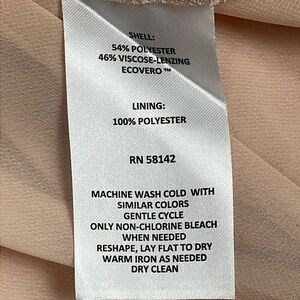 SHELL:
54% POLYESTER
46% VISCOSE-LENZING
ECOVERO™
LINING:
100% POLYESTER
RN 58142
MACHINE WASH COLD WITH
SIMILAR COLORS
GENTLE CYCLE
ONLY NON-CHLORINE BLEACH
WHEN NEEDED
RESHAPE, LAY FLAT TO DRY
WARM IRON AS NEEDED
DRY CLEAN